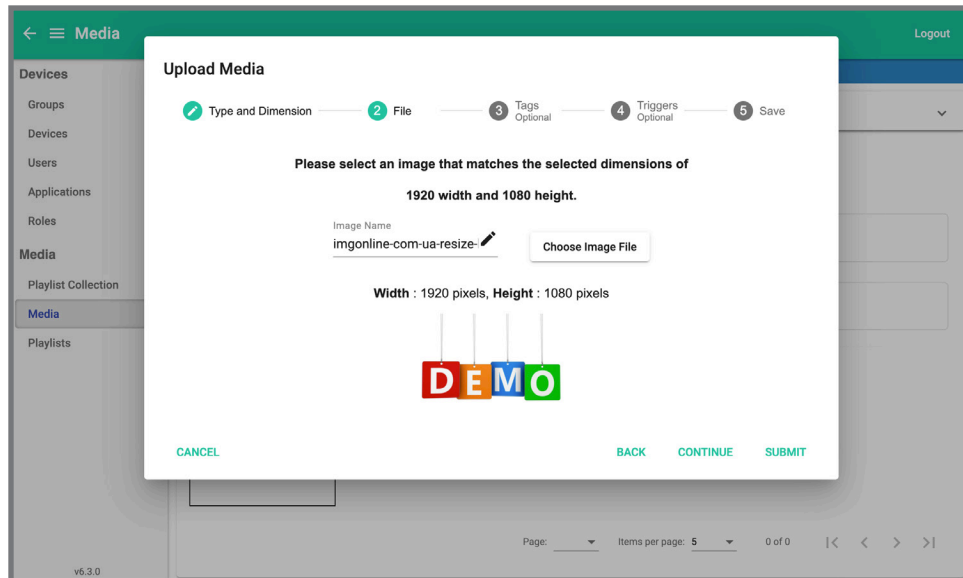 Media
Logout
Devices
Groups
Devices
Users
Applications
Roles
Media
Playlist Collection
Media
Playlists
v6.3.0
Upload Media
Type and Dimension
2 File
3 Tags
Optional
4 Triggers
Optional
5 Save
Please select an image that matches the selected dimensions of
1920 width and 1080 height.
Image Name
imgonline-com-ua-resize-
Choose Image File
Width : 1920 pixels, Height : 1080 pixels
DEMO
CANCEL
BACK
CONTINUE
SUBMIT
Page:
Items per page: 5
0 of 0